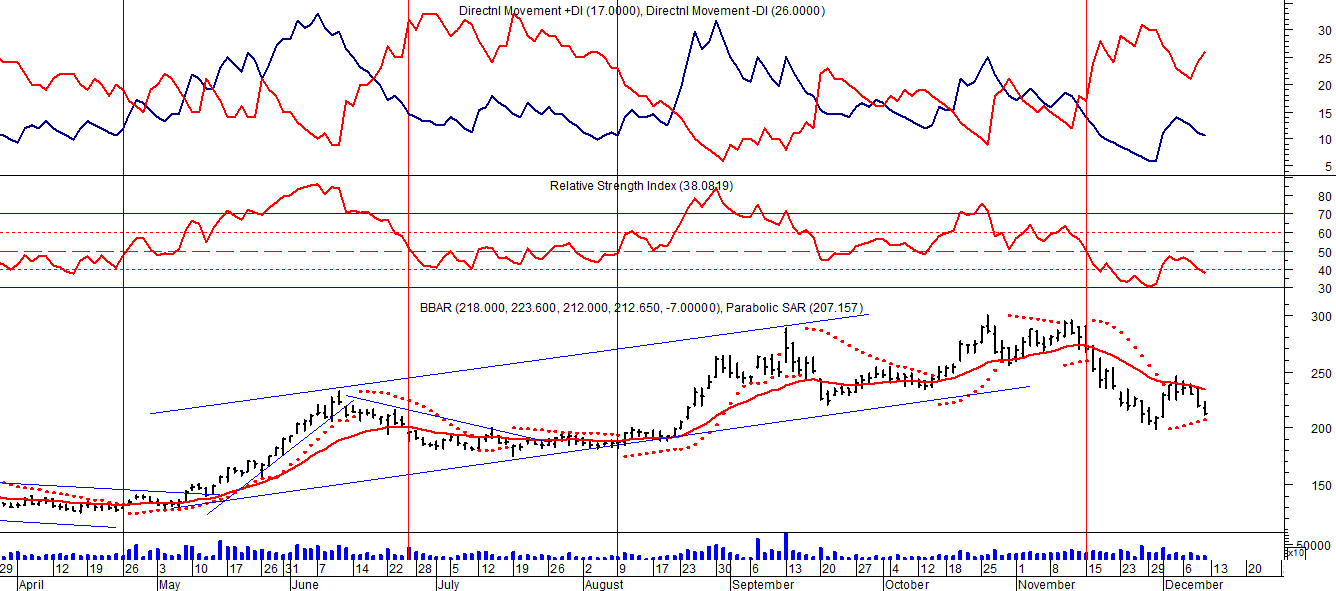 Directnl Movement +DI (17.0000), Directnl Movement -DI (26.0000)
30
25
20
15
10
5
Relative Strength Index (38.0819)
80
70
60
50
40
30
BBAR (218.000, 223.600, 212.000, 212.650, -7.00000), Parabolic SAR (207.157)
300
250
200
150
50000
x10
29 12 19 26 3 10 17 26 31 7 14 22 28 5 12 19 26 2 9 17 23 30 6 13 20 27 4 12 18 25 1 8 15 23 29 6 13 20
April May June July August September October November December